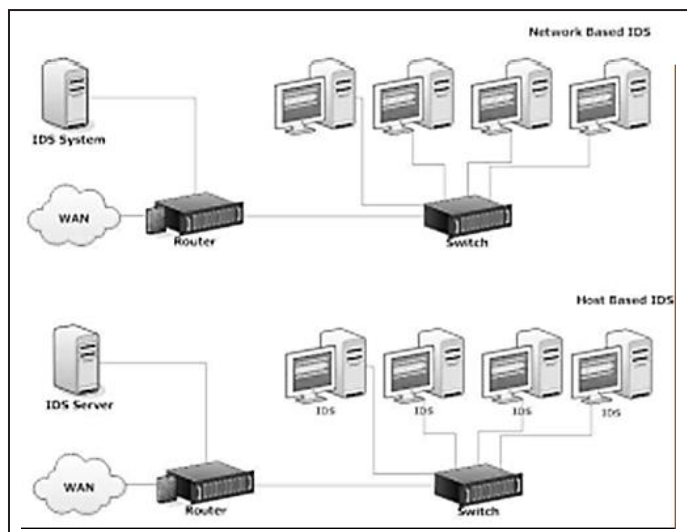 Network Based IDS
IDS System
WAN
Router
Switch
Host Based IDS
IDS Server
IDS
IDS
IDS
IDS
WAN
Router
Switch